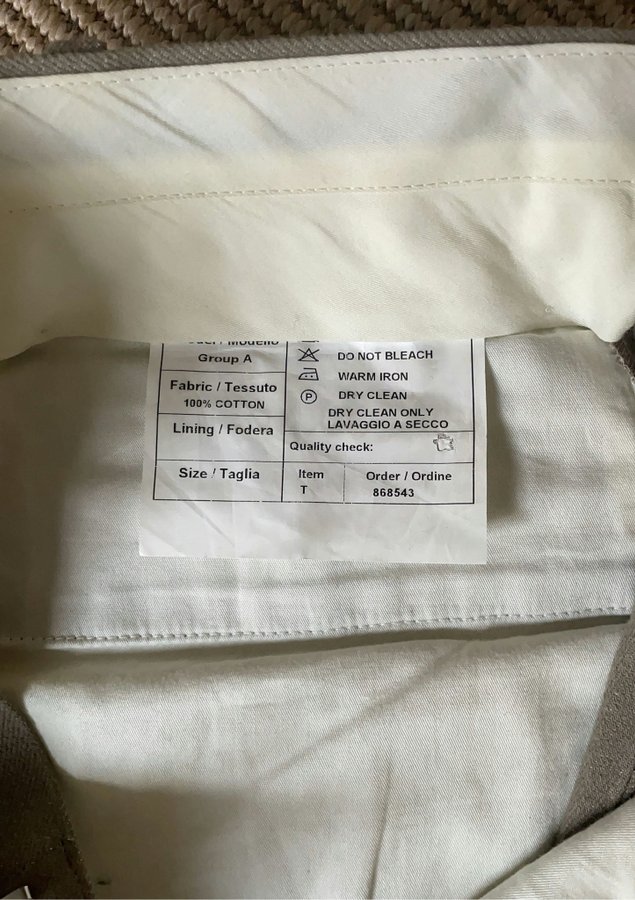 Group A
Fabric / Tessuto
100% COTTON
Lining / Fodera
Size / Taglia
DO NOT BLEACH
WARM IRON
P DRY CLEAN
DRY CLEAN ONLY
LAVAGGIO A SECCO
Quality check:
Item
T
Order / Ordine
868543